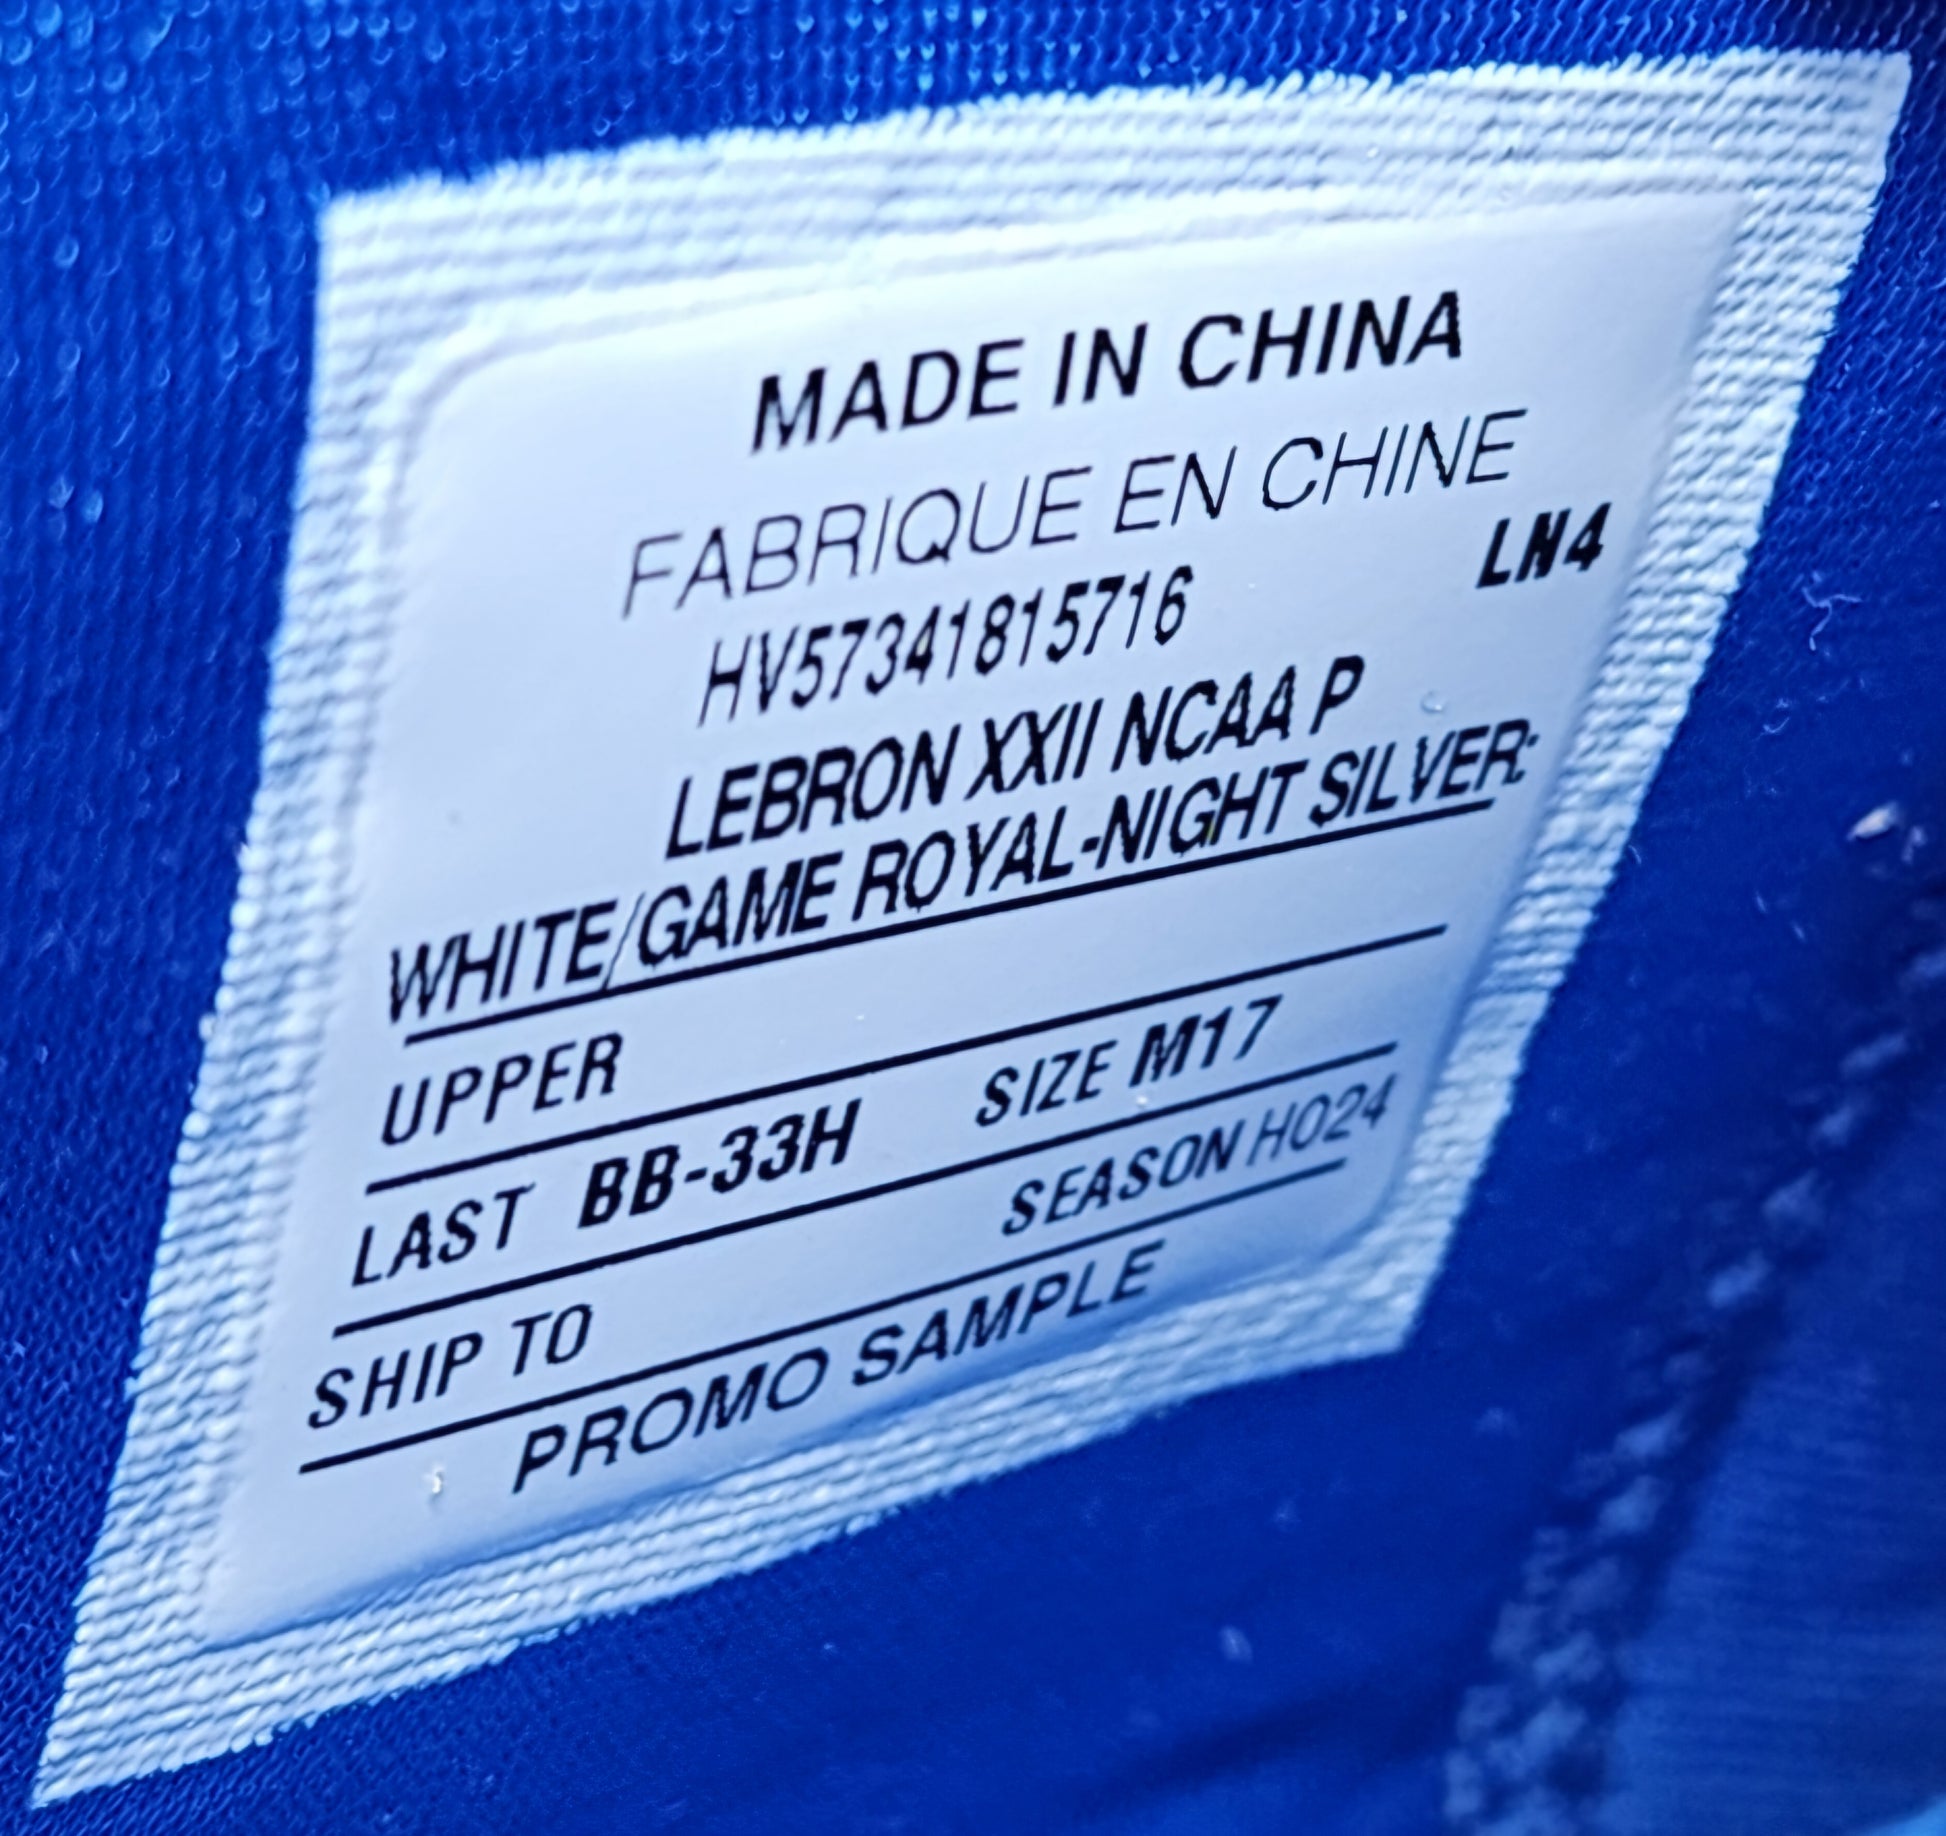 MADE IN CHINA
FABRIQUE EN CHINE
LN4
HV57341815716
LEBRON XXII NCAA P
WHITE/GAME ROYAL-NIGHT SILVER-
UPPER
LAST BB-33H SIZE M17
SHIP TO SEASON HO24
PROMO SAMPLE